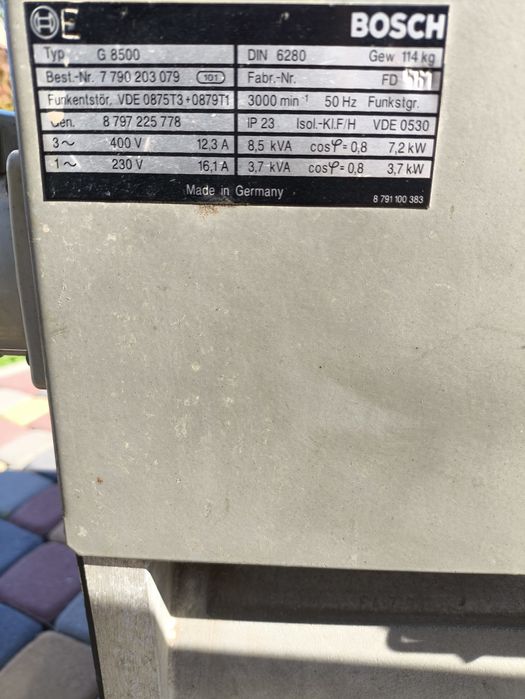 E BOSCH
Typ G 8500 DIN 6280 Gew 114 kg
Best.-Nr. 7 790 203 079 101 Fabr.-Nr. FD
Funkentstör. VDE 0875T3+0879T1 3000 min⁻¹ 50 Hz Funkstgr.
Gen. 8 797 225 778 IP 23 Isol.-Kl.F/H VDE 0530
3~ 400 V 12,3 A 8,5 kVA cosφ=0,8 7,2 kW
1~ 230 V 16,1 A 3,7 kVA cosφ=0,8 3,7 kW
Made in Germany
8 791 100 383